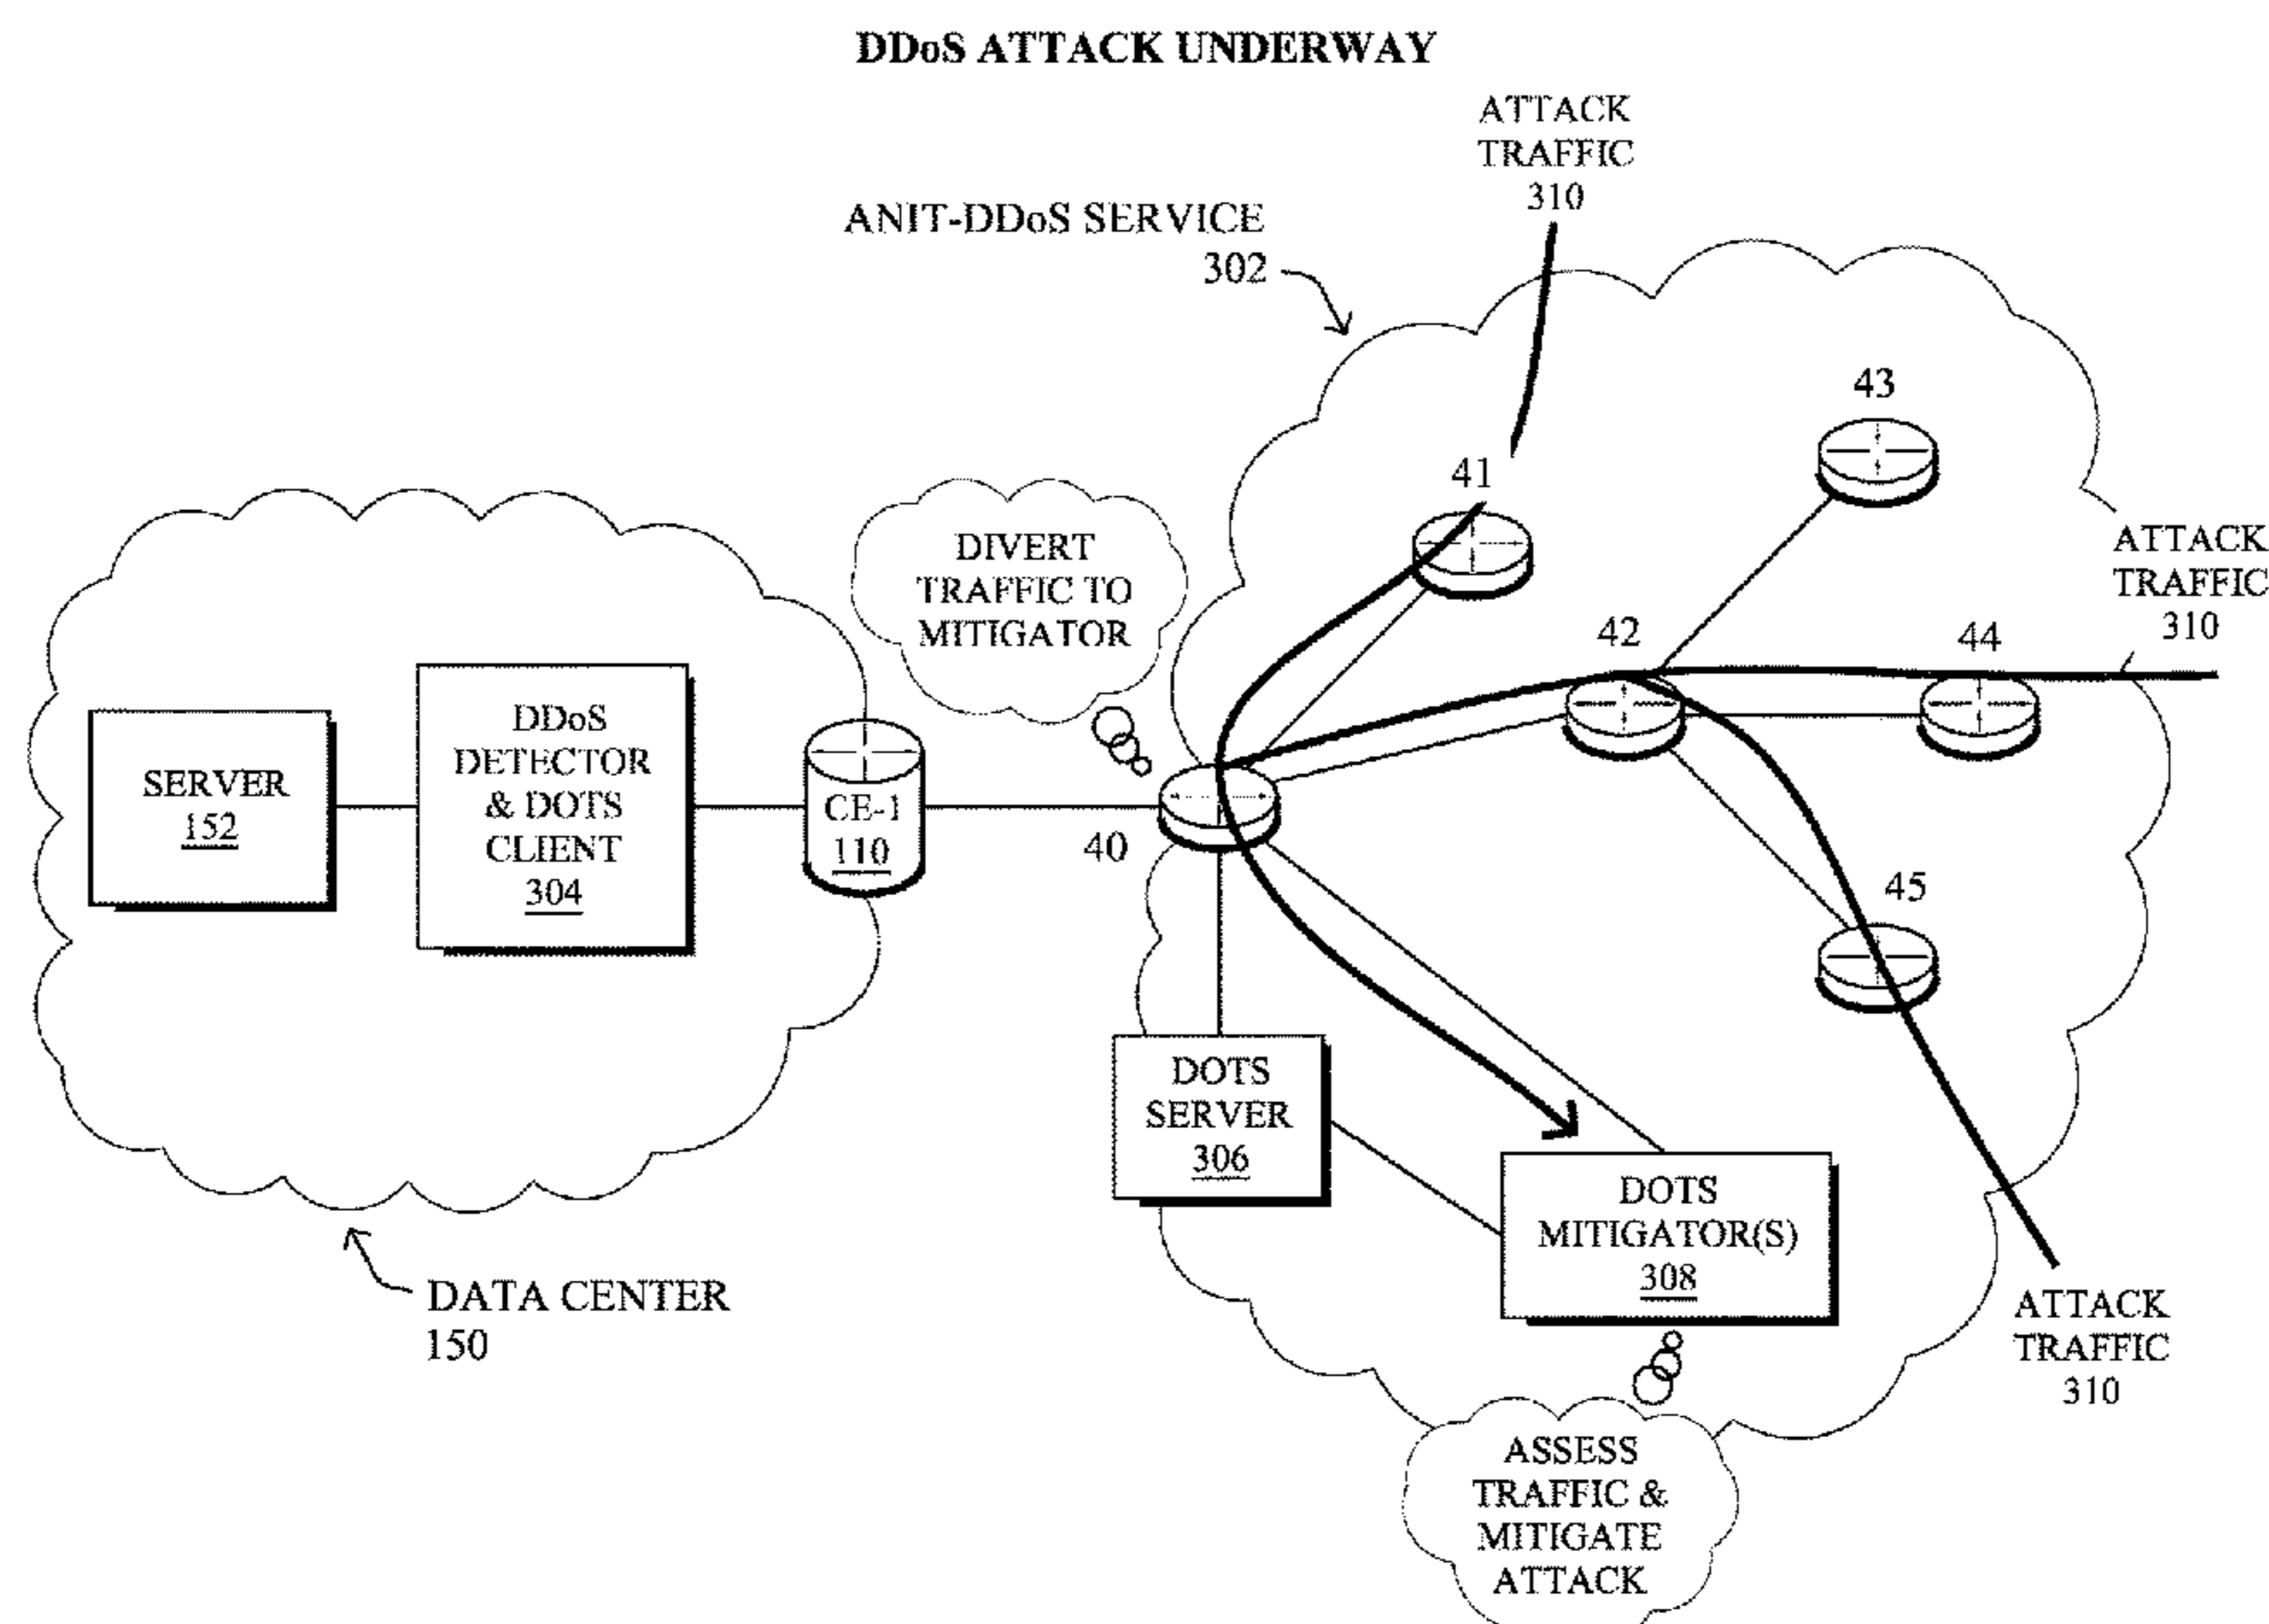 DDoS ATTACK UNDERWAY
ATTACK
TRAFFIC
310
ANIT-DDoS SERVICE
302
43
41
DIVERT
TRAFFIC TO
MITIGATOR
ATTACK
TRAFFIC
310
42
44
SERVER
152
DDoS
DETECTOR
& DOTS
CLIENT
304
CE-1
110
40
45
DOTS
SERVER
306
DOTS
MITIGATOR(S)
308
DATA CENTER
150
ATTACK
TRAFFIC
310
ASSESS
TRAFFIC &
MITIGATE
ATTACK